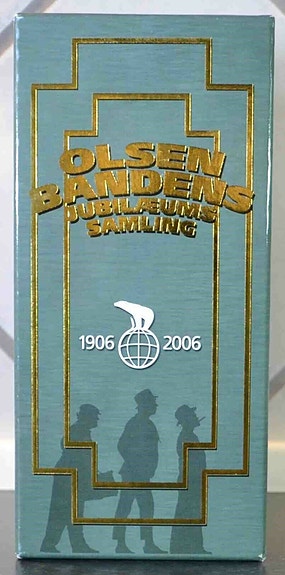 OLSEN
BANDENS
JUBILÆUMS
SAMLING
1906 2006